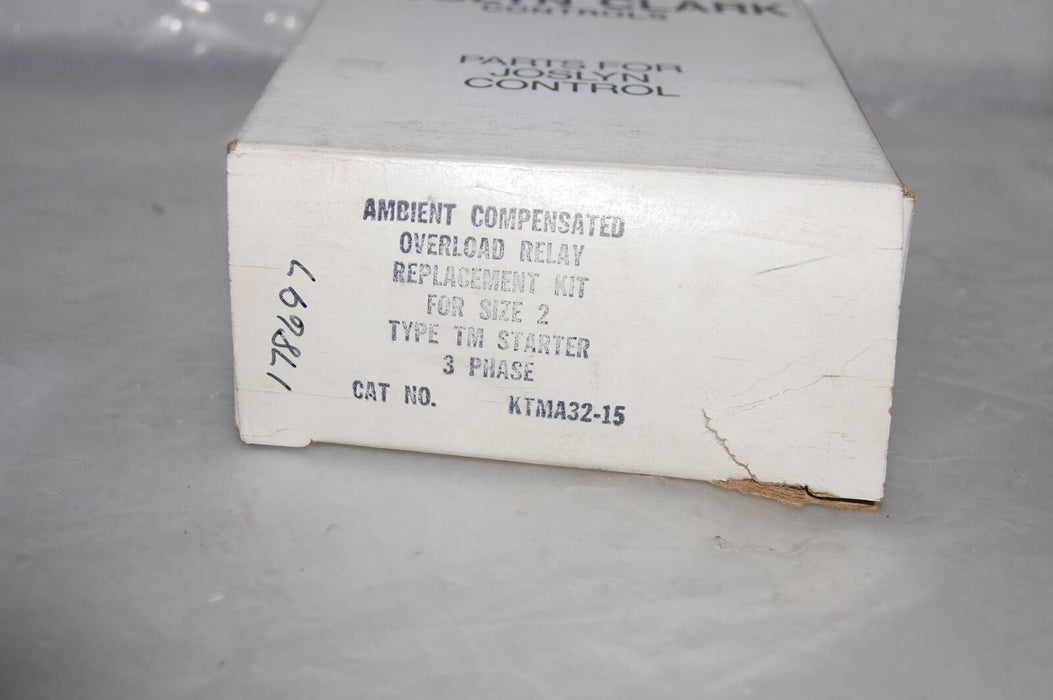 CLARK
CONTROLS
PARTS FOR
JOSLYN
CONTROL
AMBIENT COMPENSATED
OVERLOAD RELAY
REPLACEMENT KIT
FOR SIZE 2
TYPE TM STARTER
3 PHASE
CAT NO. KTMA32-15
178697